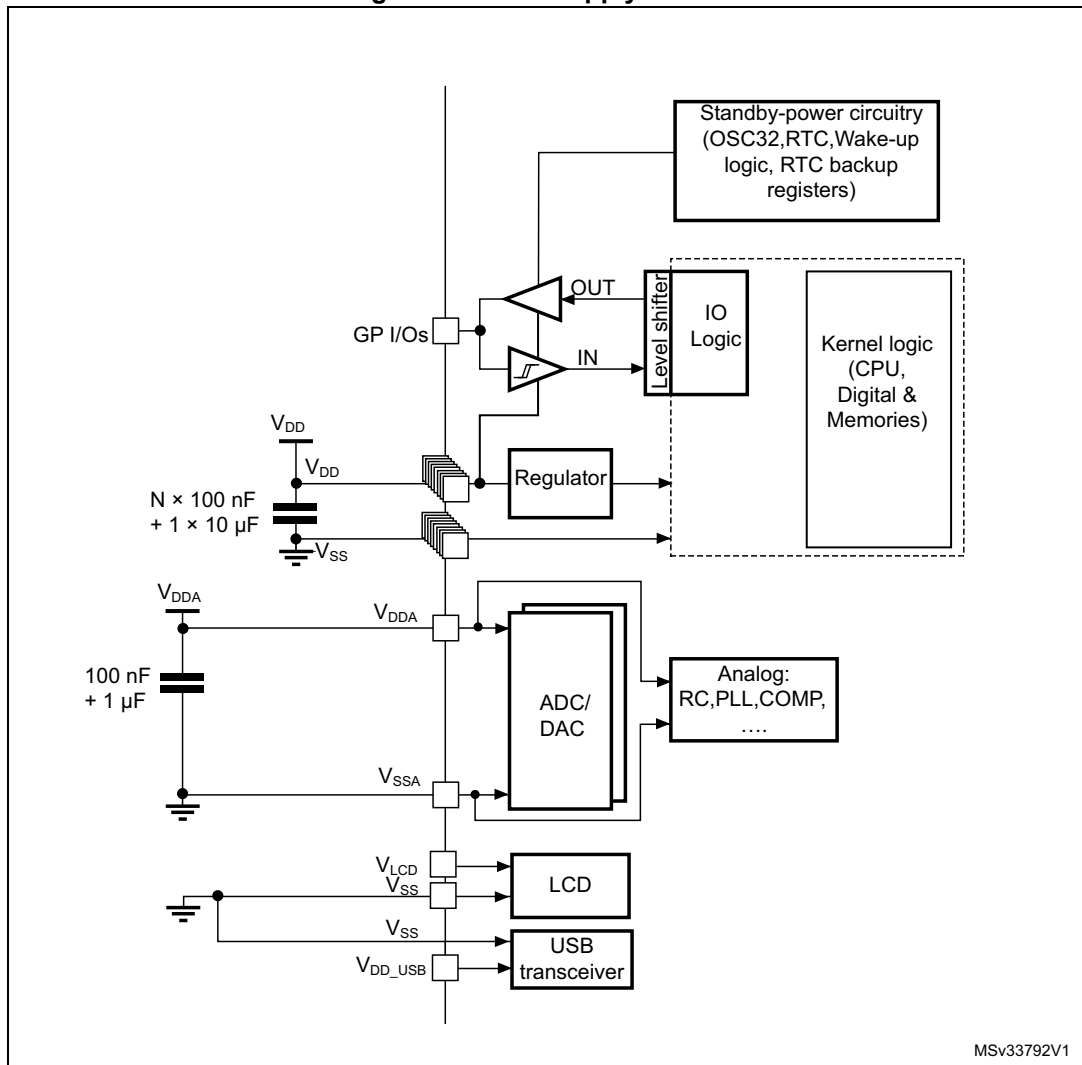 Standby-power circuitry
(OSC32,RTC,Wake-up
logic, RTC backup
registers)
OUT
GP I/Os
IN
Level shifter
IO
Logic
Kernel logic
(CPU,
Digital &
Memories)
VDD
VDD
Regulator
N × 100 nF
+ 1 × 10 µF
VSS
VDDA
VDDA
100 nF
+ 1 µF
ADC/
DAC
Analog:
RC,PLL,COMP,
....
VSSA
VLCD
VSS
LCD
VSS
USB
transceiver
VDD_USB
MSv33792V1